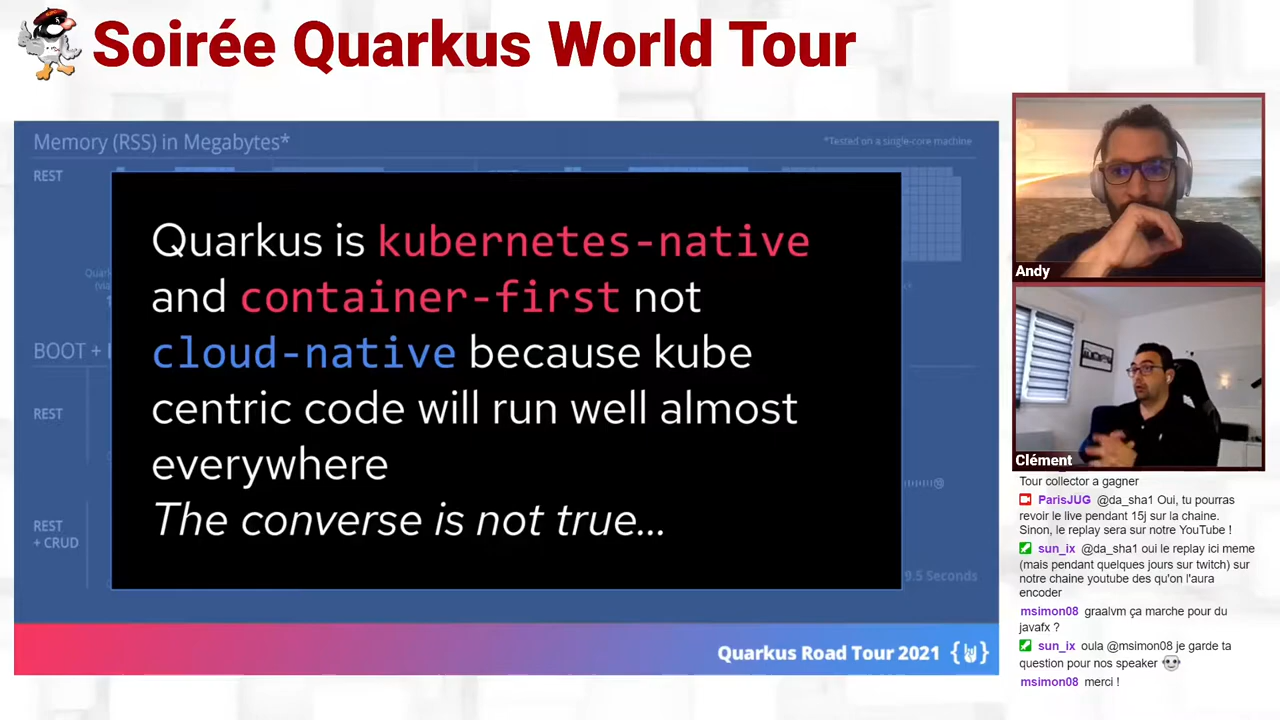 Soirée Quarkus World Tour
Memory (RSS) in Megabytes*
*Tested on a single-core machine
REST
Quarkus is kubernetes-native
and container-first not
cloud-native because kube
centric code will run well almost
everywhere
The converse is not true...
BOOT +
REST
REST
+ CRUD
9.5 Seconds
Quarkus Road Tour 2021
Andy
Clément
Tour collector a gagner
ParisJUG @da_sha1 Oui, tu pourras
revoir le live pendant 15j sur la chaine.
Sinon, le replay sera sur notre YouTube !
sun_ix @da_sha1 oui le replay ici meme
(mais pendant quelques jours sur twitch) sur
notre chaine youtube des qu'on l'aura
encoder
msimon08 graalvm ça marche pour du
javafx ?
sun_ix oula @msimon08 je garde ta
question pour nos speaker
msimon08 merci !